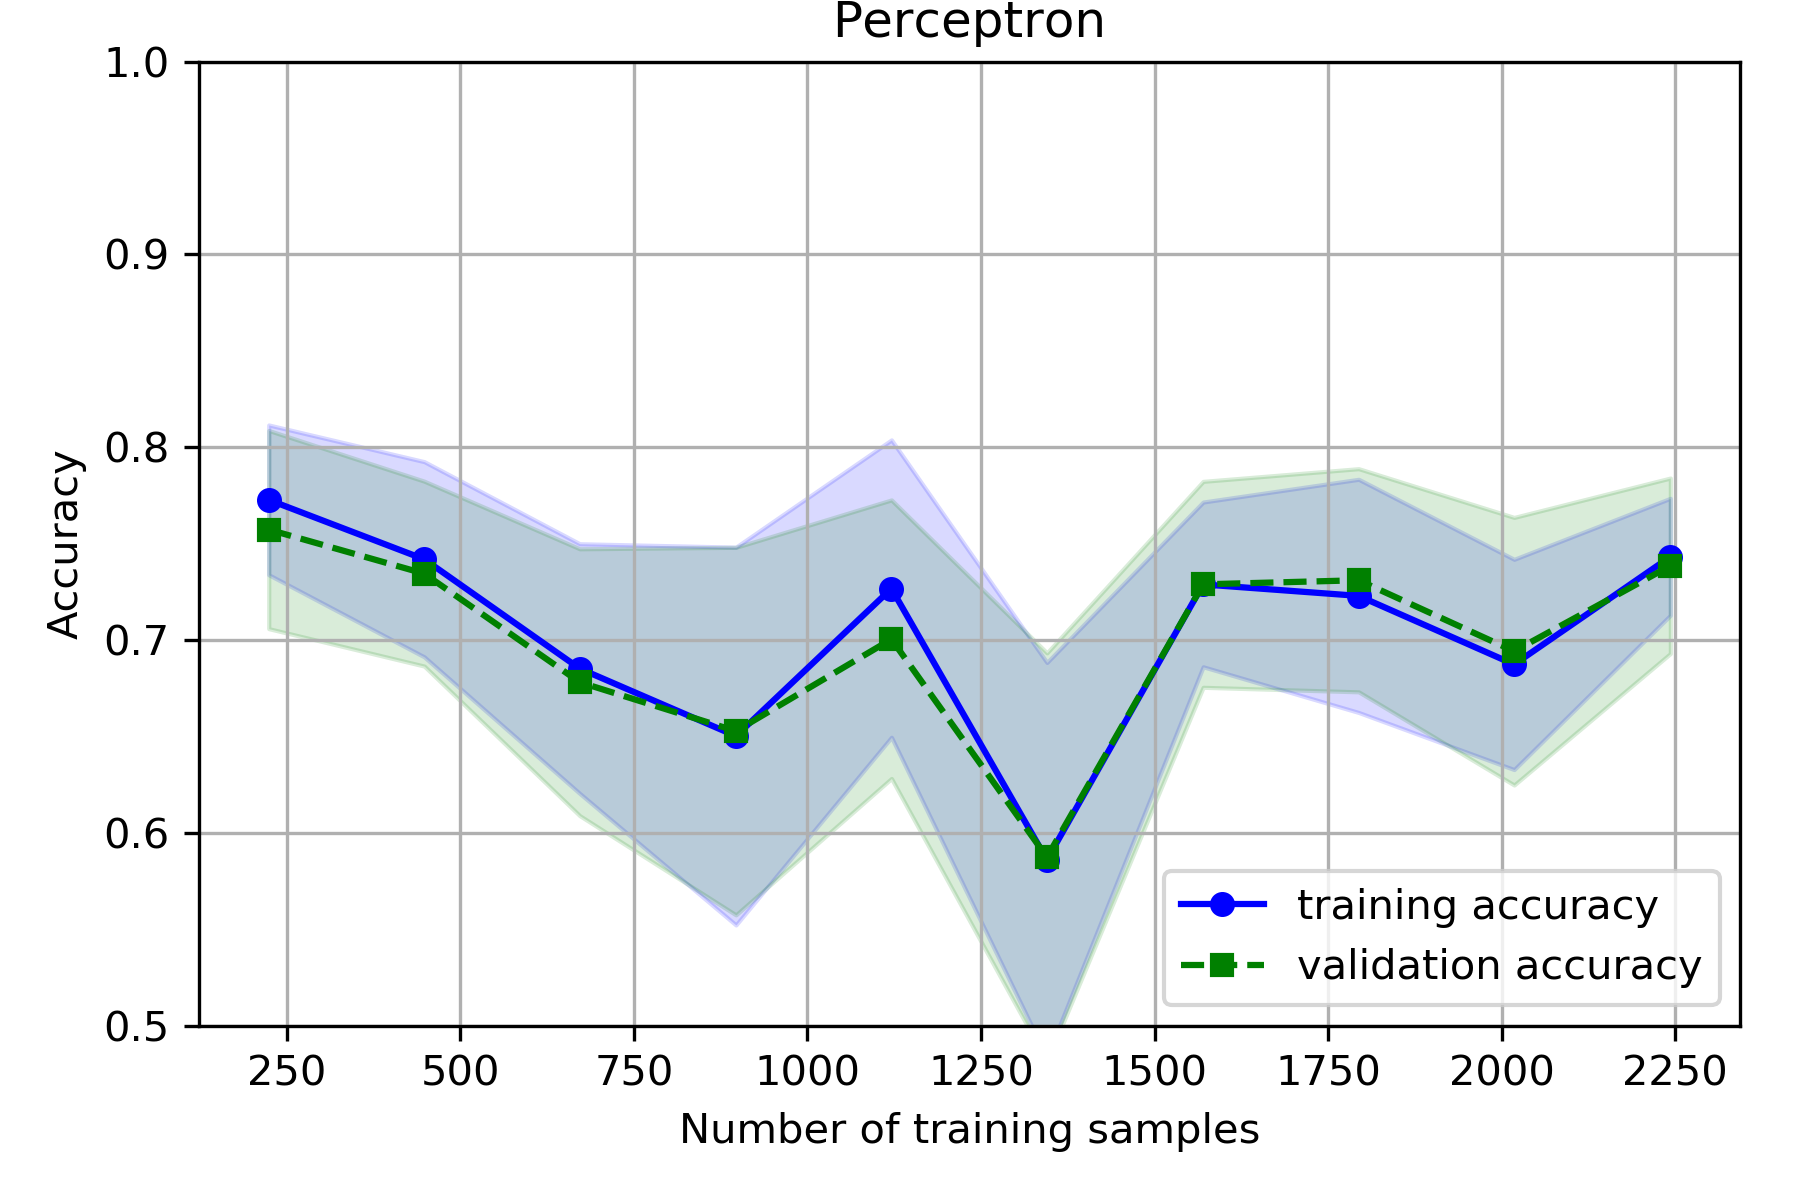 Perceptron
1.0
0.9
0.8
0.7
0.6
0.5
Accuracy
training accuracy
validation accuracy
250 500 750 1000 1250 1500 1750 2000 2250
Number of training samples